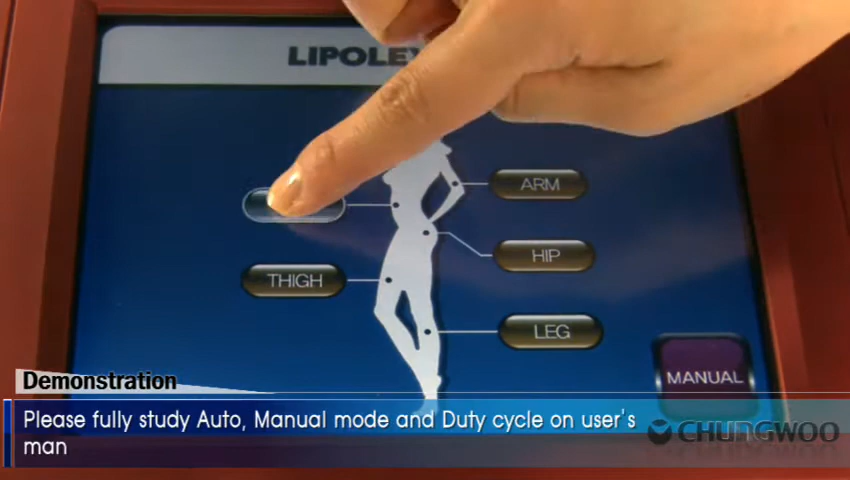 LIPOLEX
ARM
HIP
THIGH
LEG
MANUAL
Demonstration
Please fully study Auto, Manual mode and Duty cycle on user's
man
CHUNGWOO